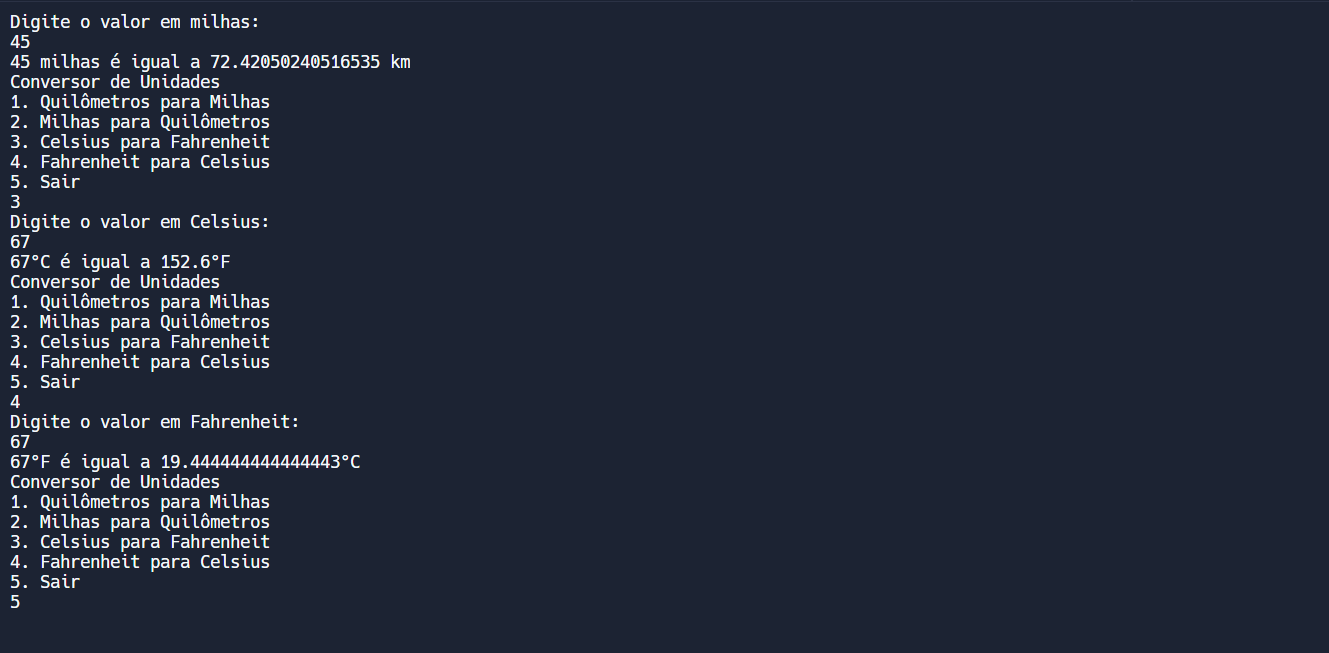 Digite o valor em milhas:
45
45 milhas é igual a 72.42050240516535 km
Conversor de Unidades
1. Quilômetros para Milhas
2. Milhas para Quilômetros
3. Celsius para Fahrenheit
4. Fahrenheit para Celsius
5. Sair
3
Digite o valor em Celsius:
67
67°C é igual a 152.6°F
Conversor de Unidades
1. Quilômetros para Milhas
2. Milhas para Quilômetros
3. Celsius para Fahrenheit
4. Fahrenheit para Celsius
5. Sair
4
Digite o valor em Fahrenheit:
67
67°F é igual a 19.444444444444443°C
Conversor de Unidades
1. Quilômetros para Milhas
2. Milhas para Quilômetros
3. Celsius para Fahrenheit
4. Fahrenheit para Celsius
5. Sair
5